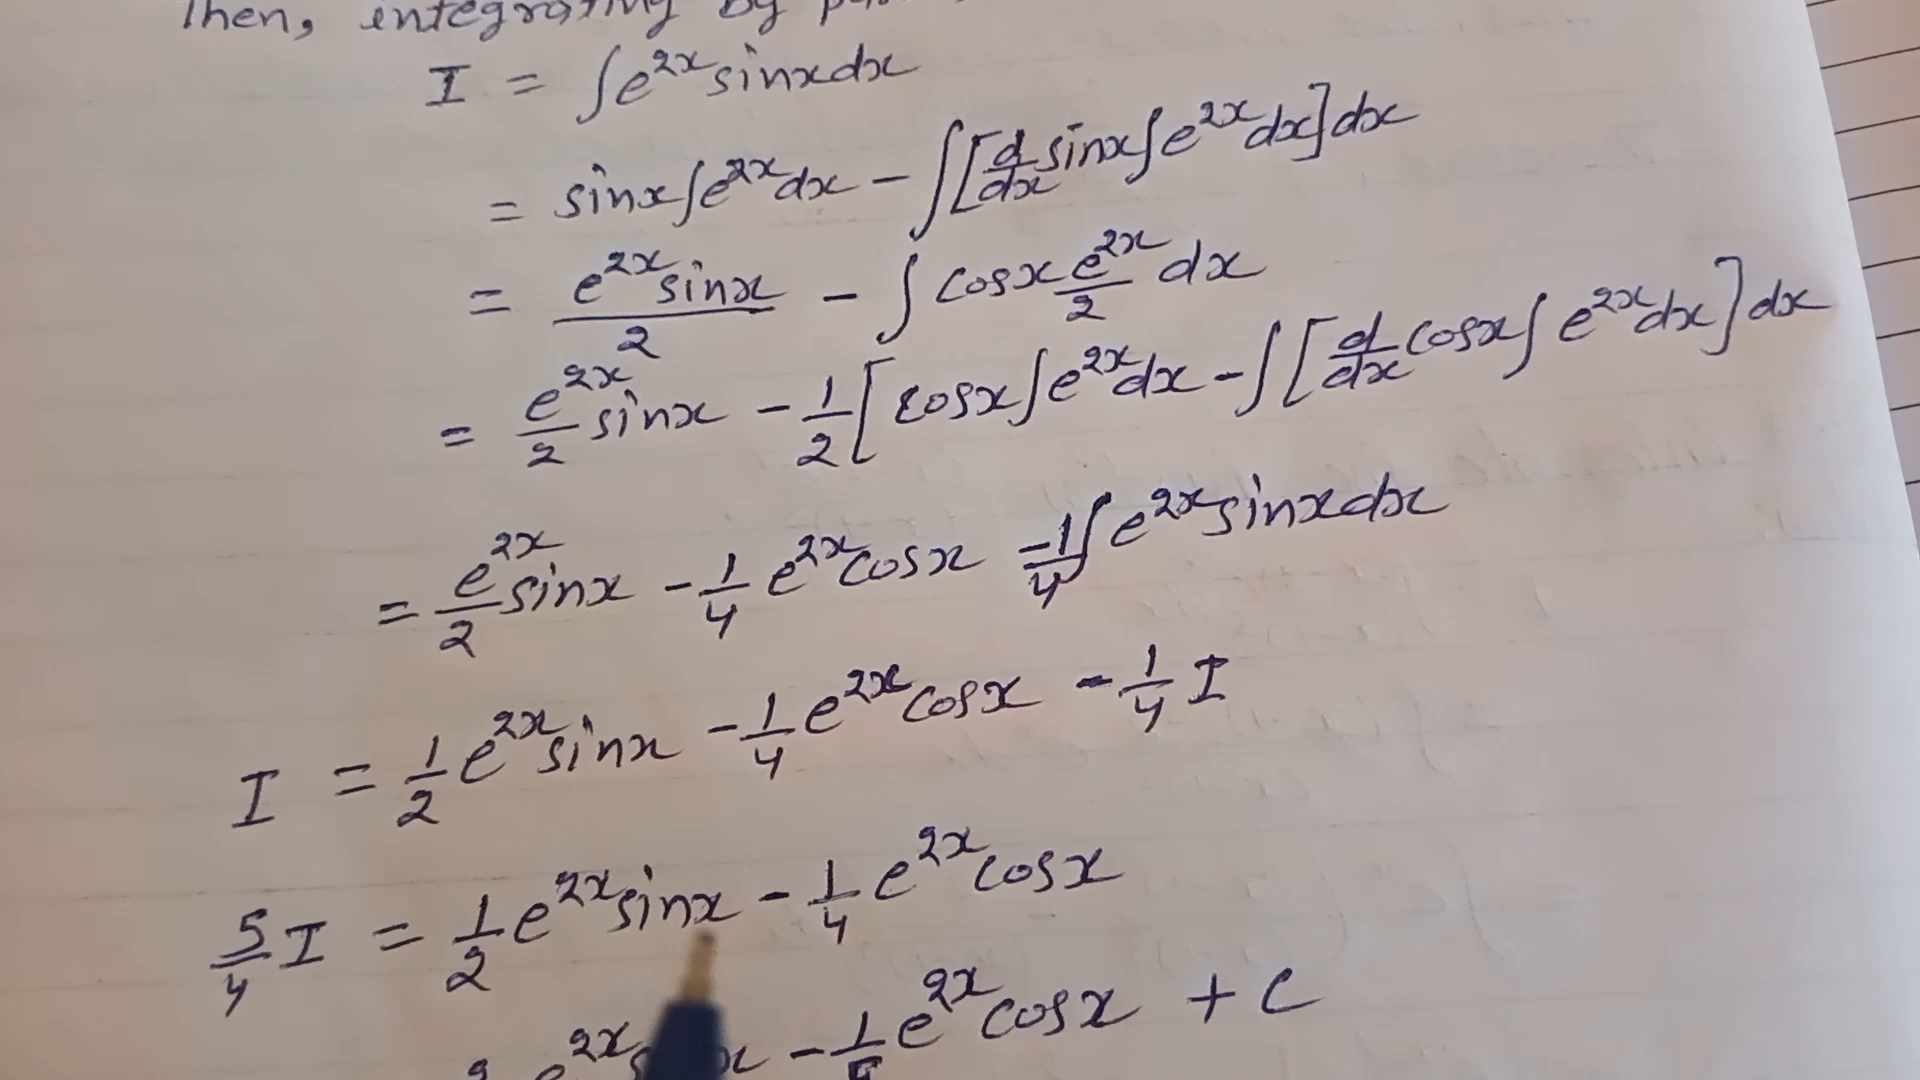 Then, integrating by
I = ∫e^{2x} sinx dx
= sinx∫e^{2x}dx − ∫[d/dx sinx∫e^{2x}dx]dx
= e^{2x}sinx/2 − ∫ cosx e^{2x}/2 dx
= e^{2x}/2 sinx − 1/2[cosx∫e^{2x}dx − ∫[d/dx cosx∫e^{2x}dx]dx
= e^{2x}/2 sinx − 1/4 e^{2x}cosx − 1/4∫e^{2x}sinxdx
I = 1/2 e^{2x}sinx − 1/4 e^{2x}cosx − 1/4 I
5/4 I = 1/2 e^{2x}sinx − 1/4 e^{2x}cosx
e^{2x} − 1/5 e^{2x}cosx + C